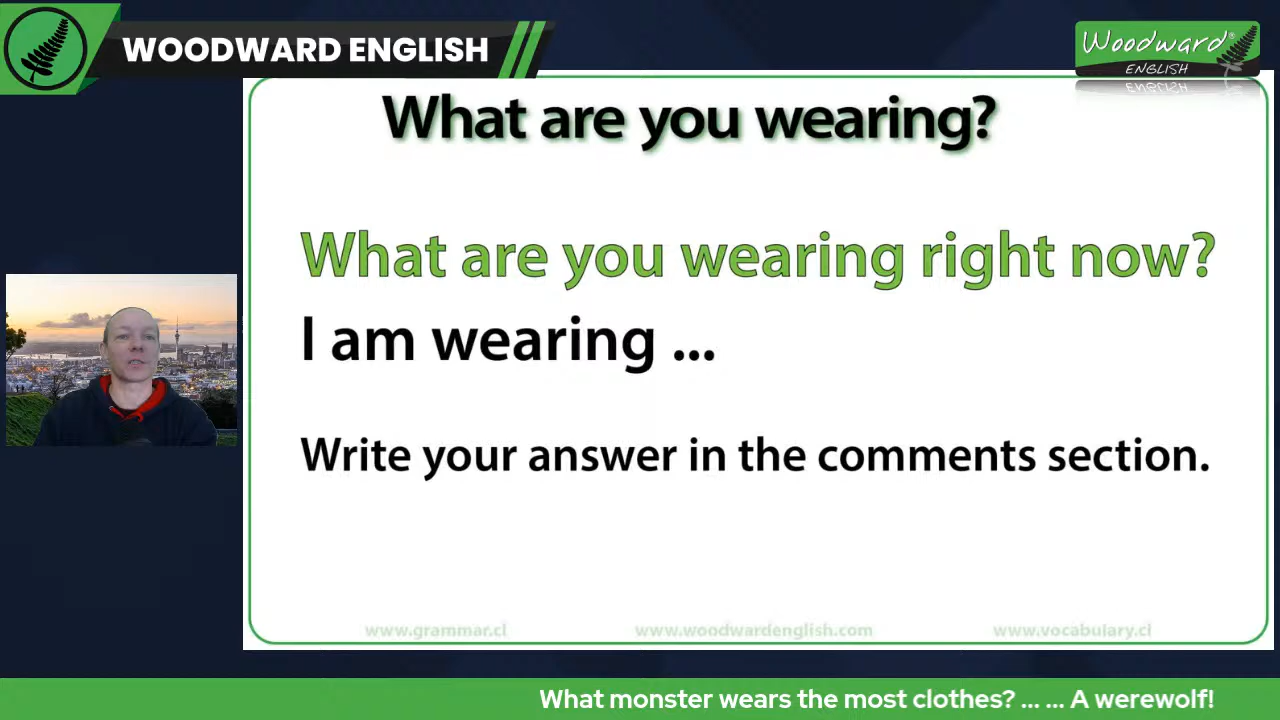 WOODWARD ENGLISH
Woodward®
ENGLISH
What are you wearing?
What are you wearing right now?
I am wearing ...
Write your answer in the comments section.
www.grammar.cl
www.woodwardenglish.com
www.vocabulary.cl
What monster wears the most clothes? ... ... A werewolf!